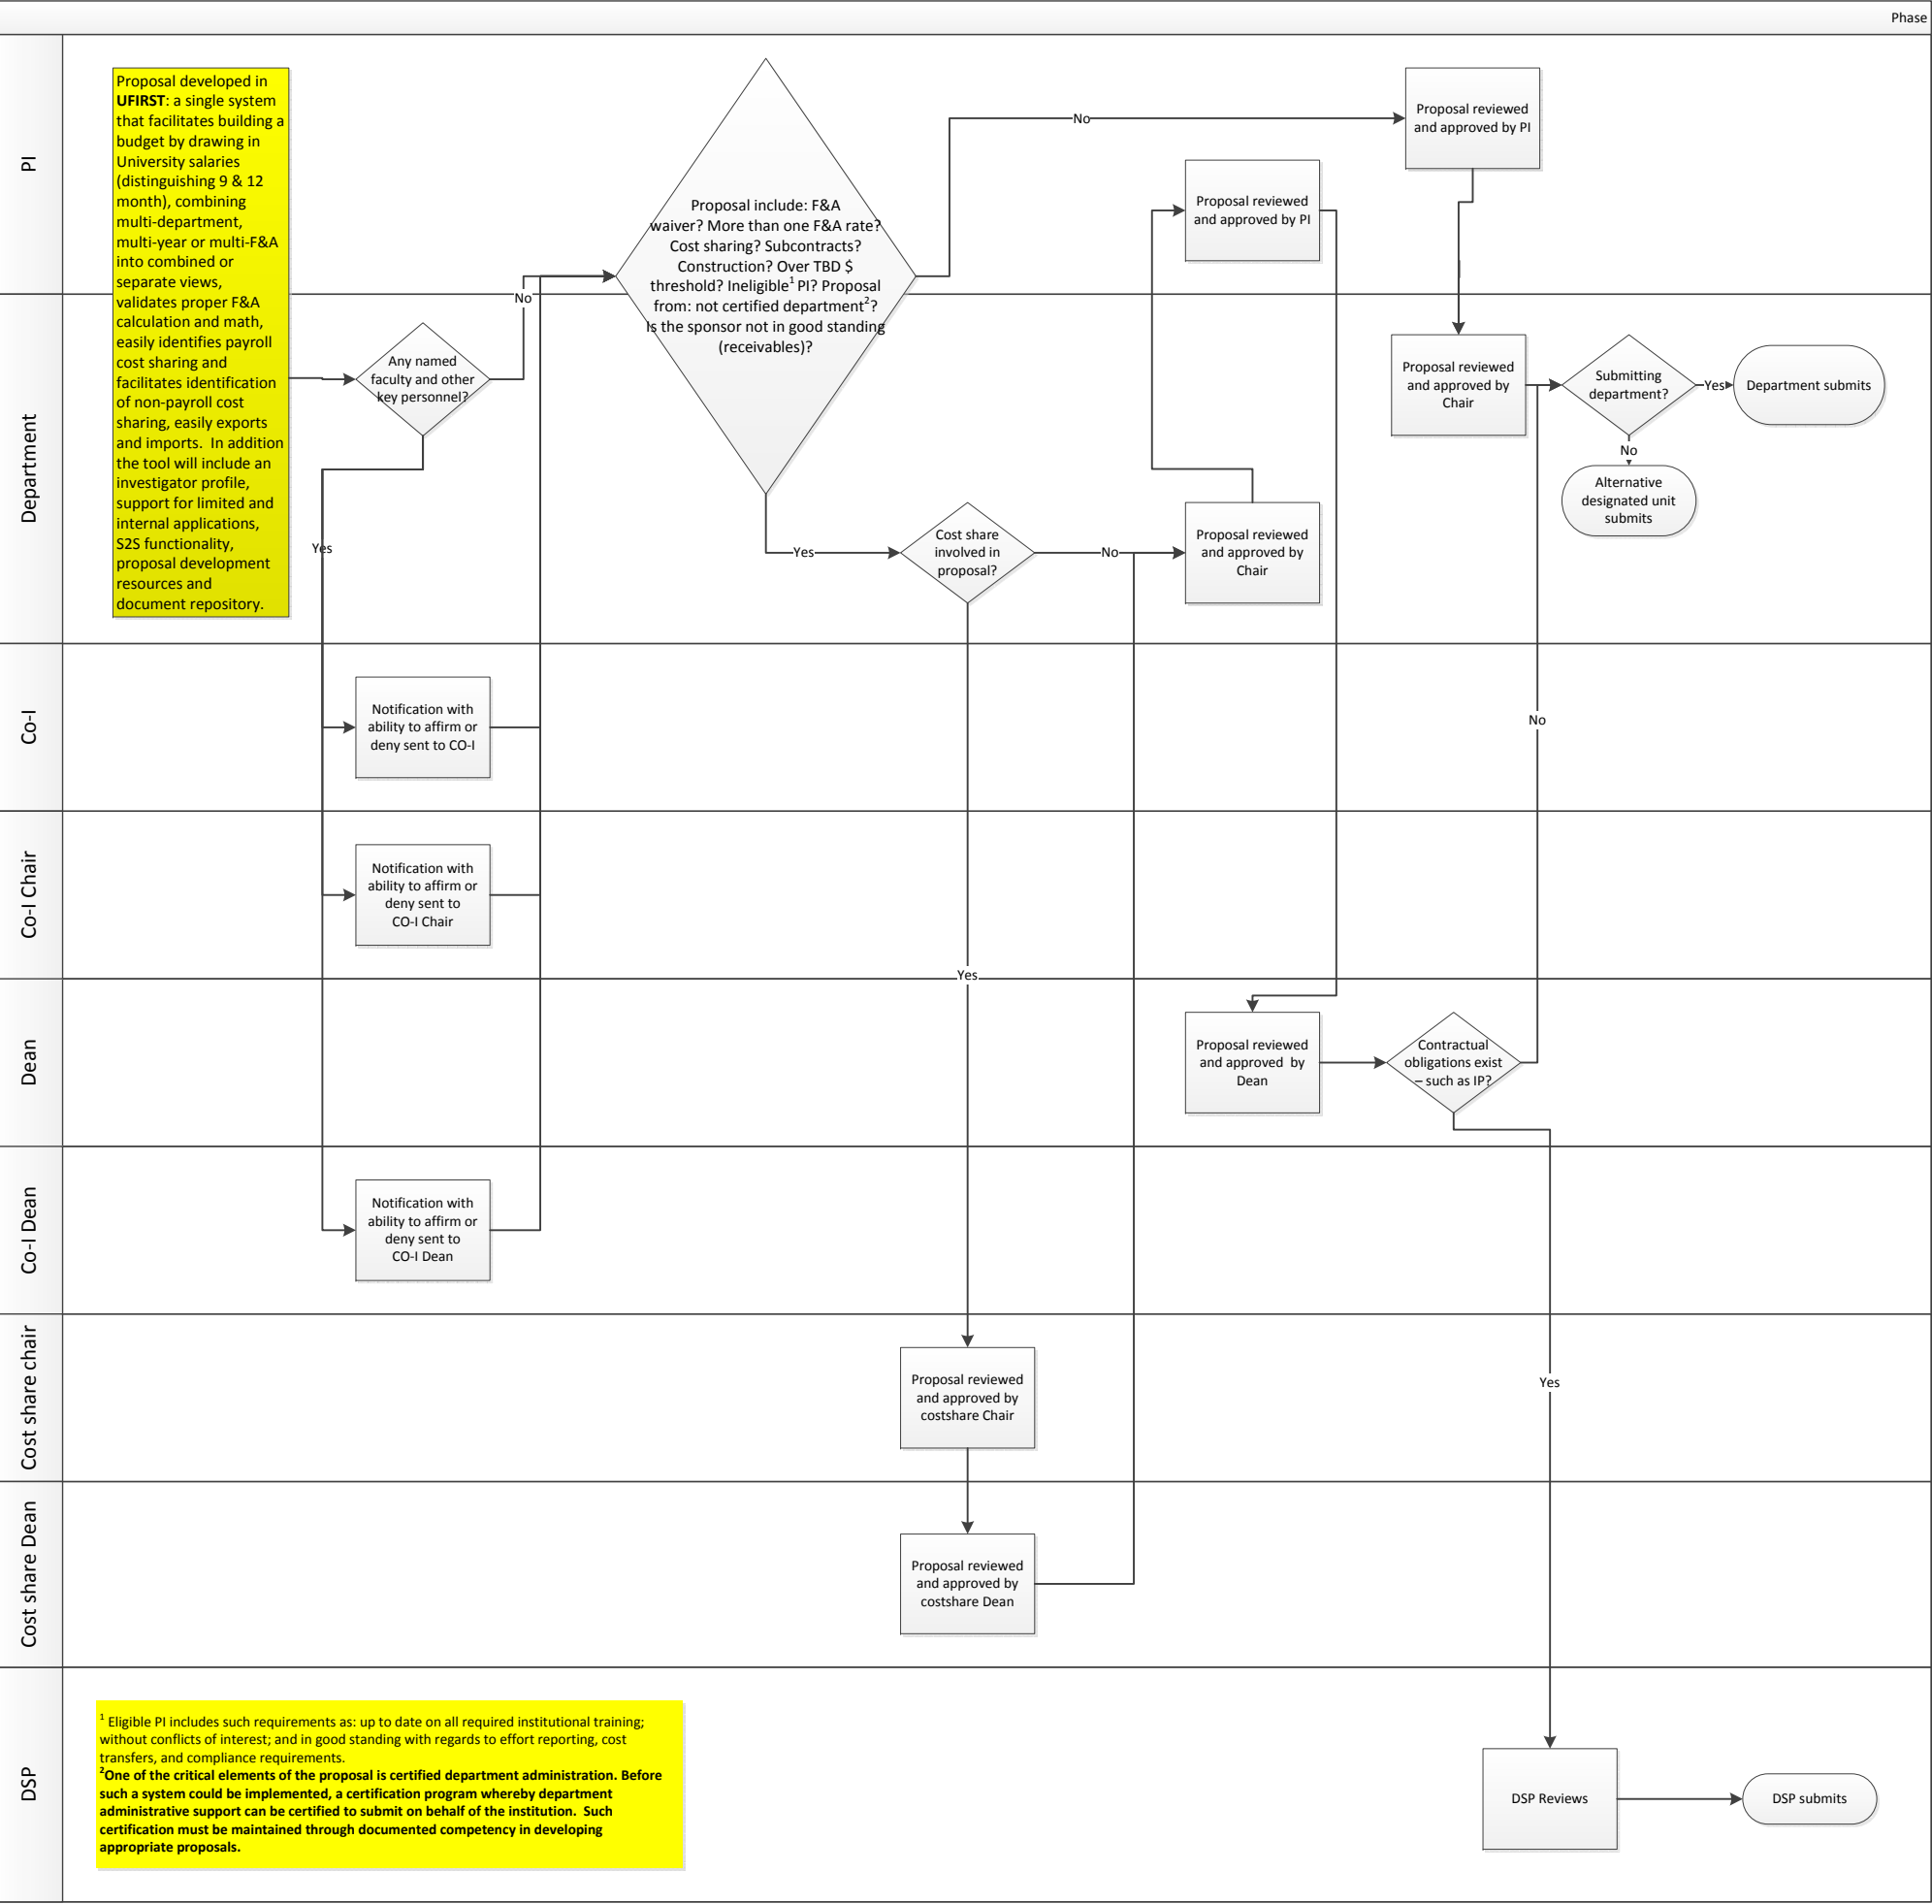 Phase
PI
Proposal developed in
UFIRST: a single system
that facilitates building a
budget by drawing in
University salaries
(distinguishing 9 & 12
month), combining
multi-department,
multi-year or multi-F&A
into combined or
separate views,
validates proper F&A
calculation and math,
easily identifies payroll
cost sharing and
facilitates identification
of non-payroll cost
sharing, easily exports
and imports.  In addition
the tool will include an
investigator profile,
support for limited and
internal applications,
S2S functionality,
proposal development
resources and
document repository.
Proposal include: F&A
waiver? More than one F&A rate?
Cost sharing? Subcontracts?
Construction? Over TBD $
threshold? Ineligible¹ PI? Proposal
from: not certified department²?
Is the sponsor not in good standing
(receivables)?
No
Proposal reviewed
and approved by PI
Proposal reviewed
and approved by PI
No
Department
Any named
faculty and other
key personnel?
Yes
Yes
Cost share
involved in
proposal?
No
Proposal reviewed
and approved by
Chair
Proposal reviewed
and approved by
Chair
Submitting
department?
Yes
Department submits
No
Alternative
designated unit
submits
Co-I
Notification with
ability to affirm or
deny sent to CO-I
No
Co-I Chair
Notification with
ability to affirm or
deny sent to
CO-I Chair
Yes
Dean
Proposal reviewed
and approved  by
Dean
Contractual
obligations exist
– such as IP?
Co-I Dean
Notification with
ability to affirm or
deny sent to
CO-I Dean
Cost share chair
Proposal reviewed
and approved by
costshare Chair
Yes
Cost share Dean
Proposal reviewed
and approved by
costshare Dean
DSP
¹ Eligible PI includes such requirements as: up to date on all required institutional training;
without conflicts of interest; and in good standing with regards to effort reporting, cost
transfers, and compliance requirements.
²One of the critical elements of the proposal is certified department administration. Before
such a system could be implemented, a certification program whereby department
administrative support can be certified to submit on behalf of the institution.  Such
certification must be maintained through documented competency in developing
appropriate proposals.
DSP Reviews
DSP submits